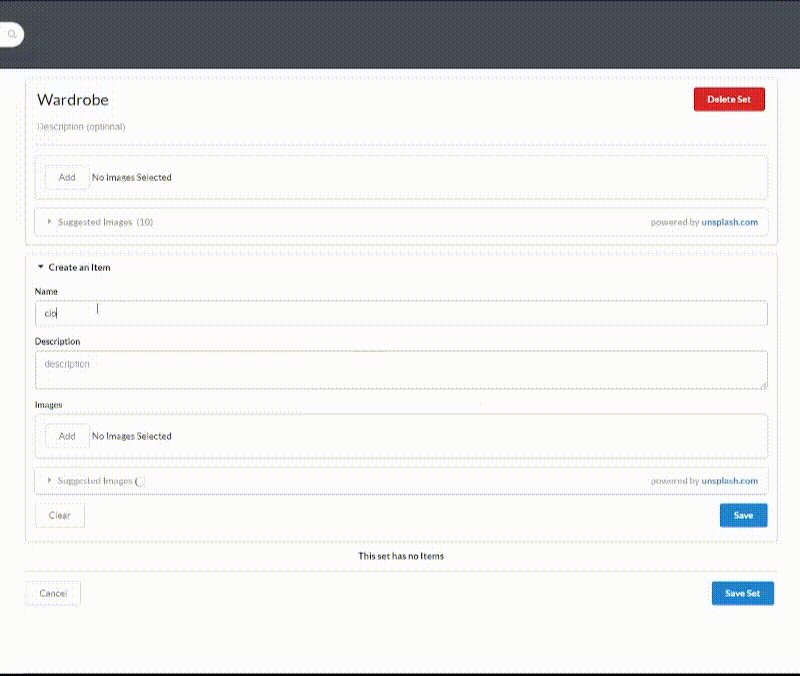 Wardrobe
Delete Set
Description (optional)
Add No Images Selected
Suggested Images (10) powered by unsplash.com
Create an Item
Name
clo
Description
description
Images
Add No Images Selected
Suggested Images ( powered by unsplash.com
Clear Save
This set has no Items
Cancel Save Set